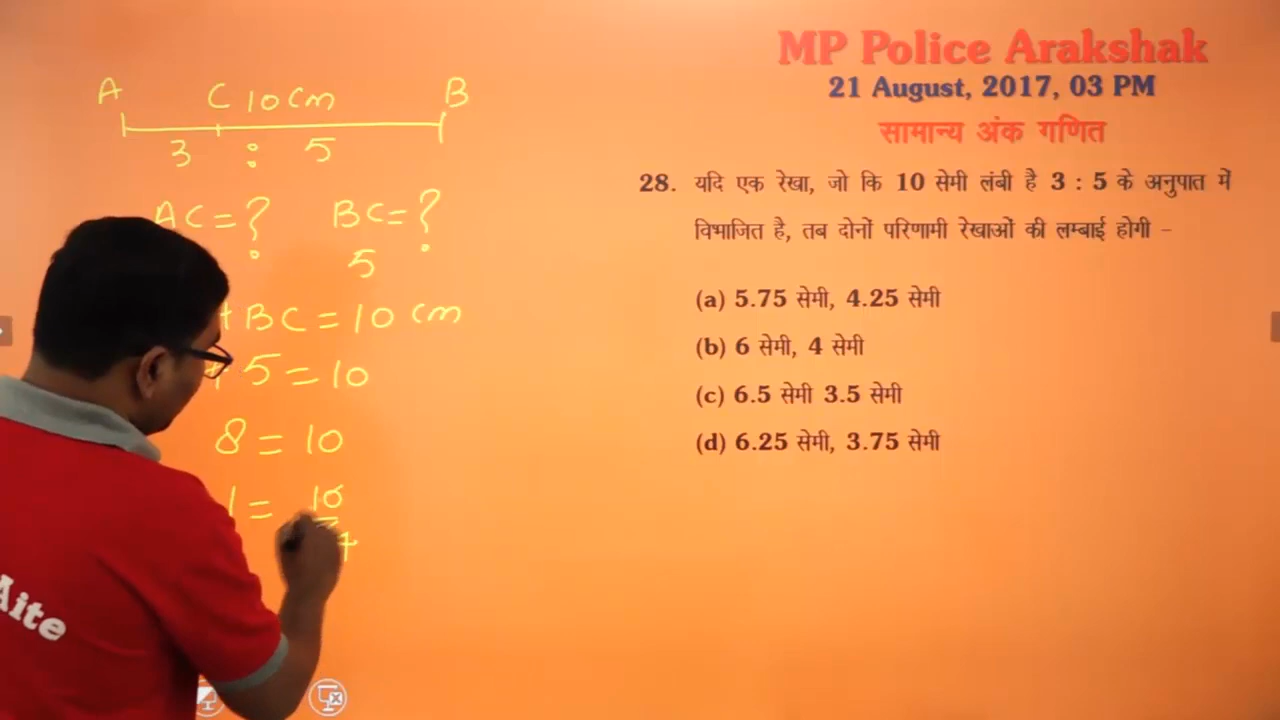 MP Police Arakshak
21 August, 2017, 03 PM
सामान्य अंक गणित
28. यदि एक रेखा, जो कि 10 सेमी लंबी है 3 : 5 के अनुपात में
विभाजित है, तब दोनों परिणामी रेखाओं की लम्बाई होगी –
(a) 5.75 सेमी, 4.25 सेमी
(b) 6 सेमी, 4 सेमी
(c) 6.5 सेमी 3.5 सेमी
(d) 6.25 सेमी, 3.75 सेमी
A C 10 cm B
3 : 5
AC = ? BC = ?
5
+ BC = 10 cm
+ 5 = 10
8 = 10
1 = 10
Aite